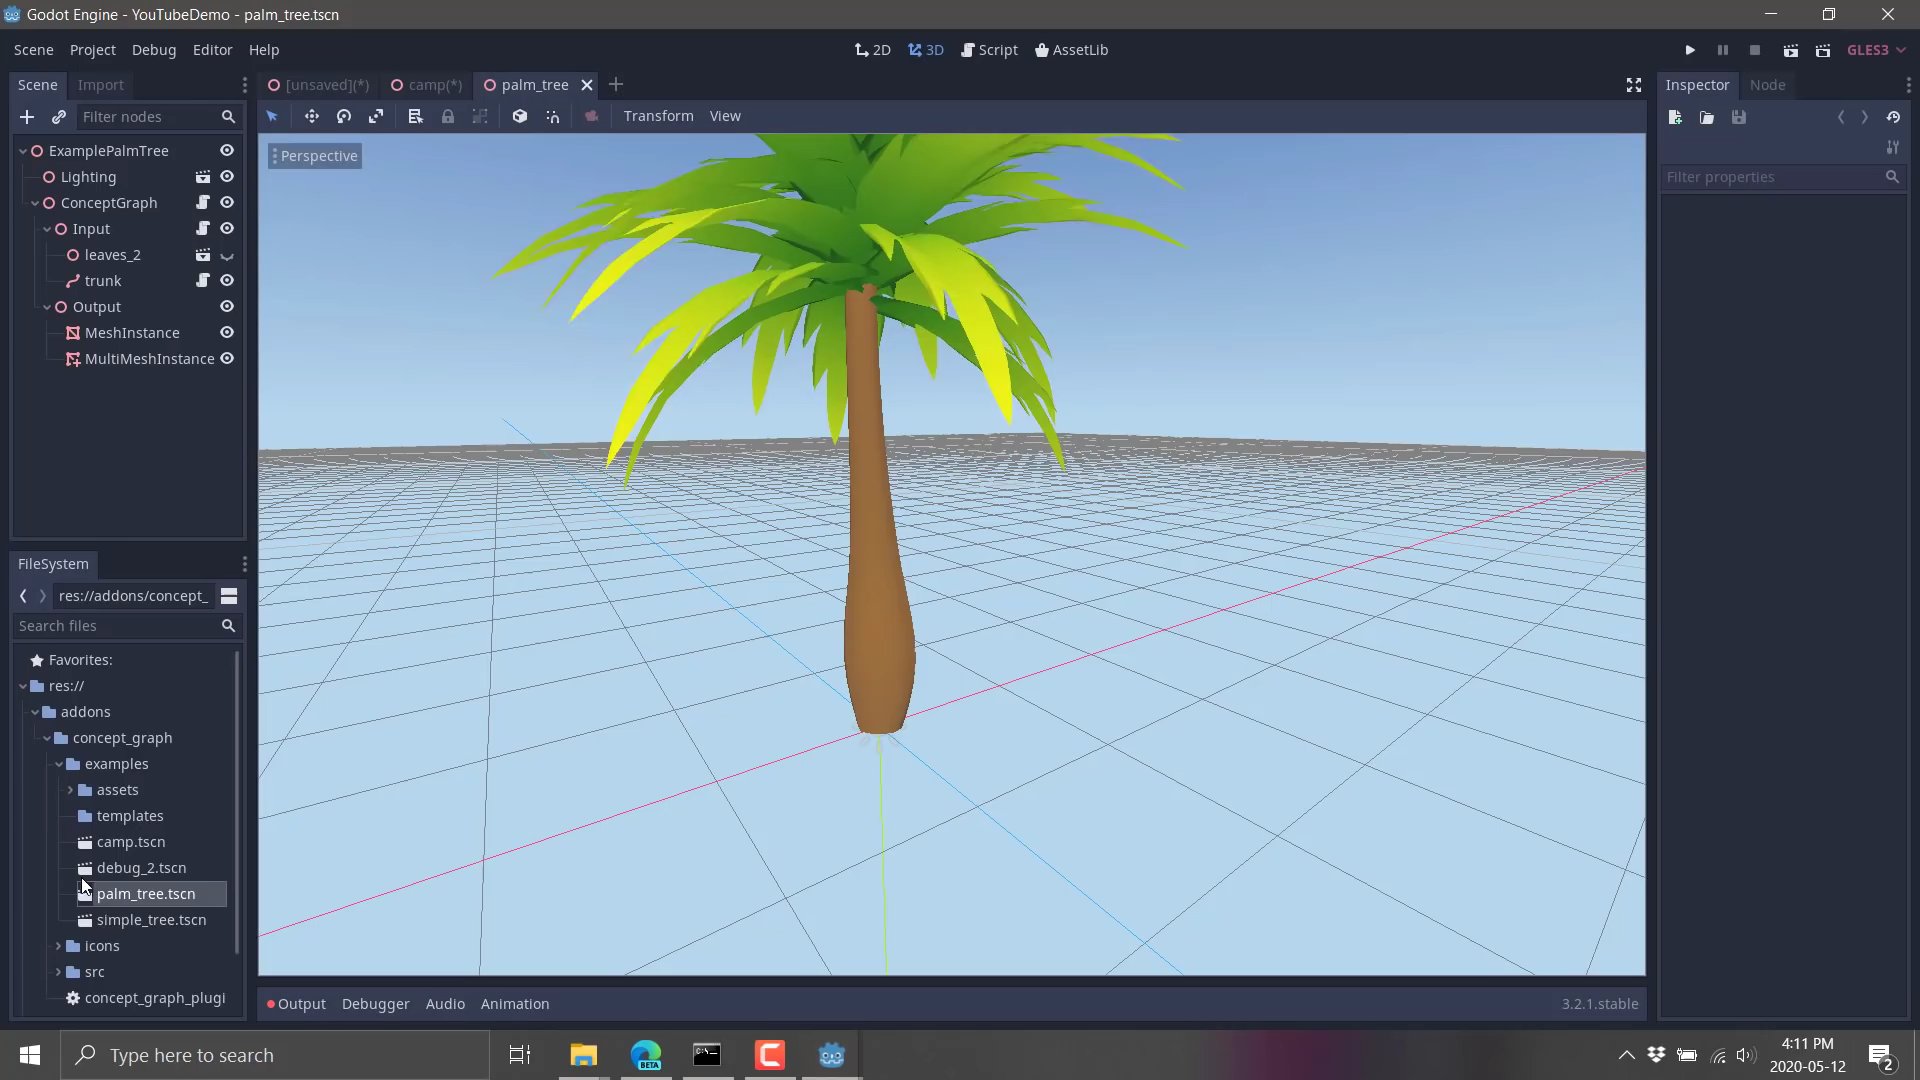 Godot Engine - YouTubeDemo - palm_tree.tscn
Scene Project Debug Editor Help
2D 3D Script AssetLib
GLES3
Scene Import
[unsaved](*) camp(*) palm_tree
Inspector Node
Filter nodes
Transform View
Perspective
Filter properties
ExamplePalmTree
Lighting
ConceptGraph
Input
leaves_2
trunk
Output
MeshInstance
MultiMeshInstance
FileSystem
res://addons/concept_
Search files
Favorites:
res://
addons
concept_graph
examples
assets
templates
camp.tscn
debug_2.tscn
palm_tree.tscn
simple_tree.tscn
icons
src
concept_graph_plugi
Output Debugger Audio Animation
3.2.1.stable
Type here to search
BETA
4:11 PM
2020-05-12
2